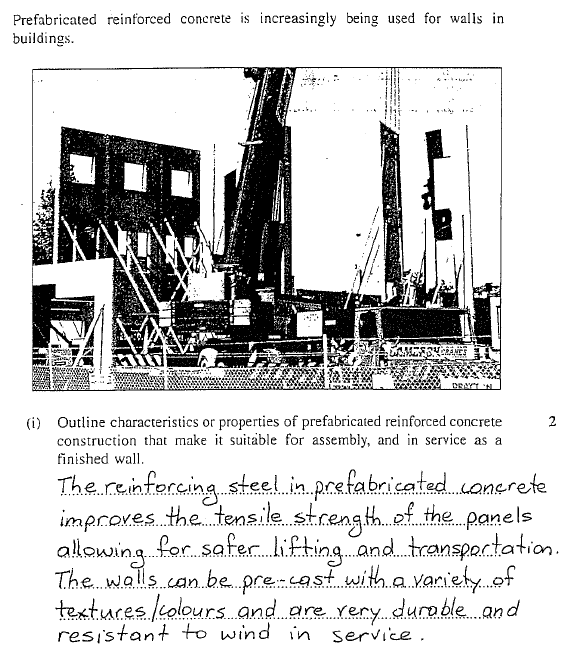 Prefabricated reinforced concrete is increasingly being used for walls in
buildings.
(i) Outline characteristics or properties of prefabricated reinforced concrete 2
construction that make it suitable for assembly, and in service as a
finished wall.
The reinforcing steel in prefabricated concrete
improves the tensile strength of the panels
allowing for safer lifting and transportation.
The walls can be pre-cast with a variety of
textures/colours and are very durable and
resistant to wind in service.